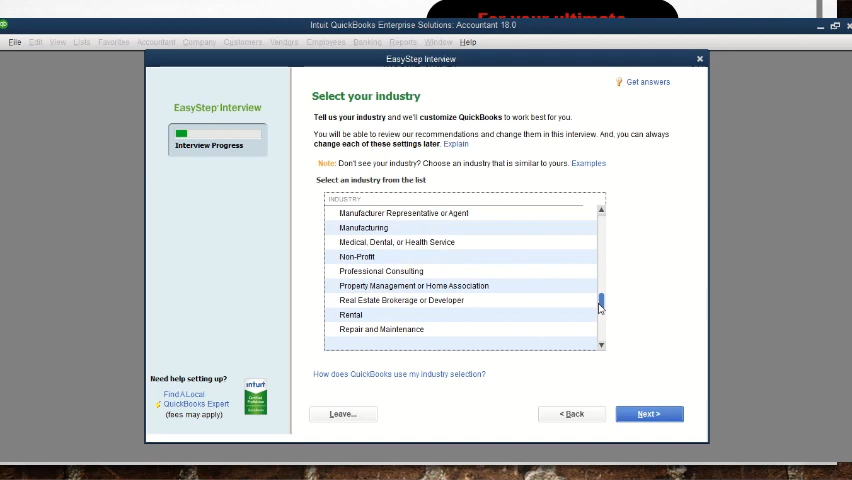 For your ultimate
Intuit QuickBooks Enterprise Solutions: Accountant 18.0
File Edit View Lists Favorites Accountant Company Customers Vendors Employees Banking Reports Window Help
EasyStep Interview
Get answers
EasyStep Interview
Interview Progress
Select your industry
Tell us your industry and we'll customize QuickBooks to work best for you.
You will be able to review our recommendations and change them in this interview. And, you can always
change each of these settings later. Explain
Note: Don't see your industry? Choose an industry that is similar to yours. Examples
Select an industry from the list
INDUSTRY
Manufacturer Representative or Agent
Manufacturing
Medical, Dental, or Health Service
Non-Profit
Professional Consulting
Property Management or Home Association
Real Estate Brokerage or Developer
Rental
Repair and Maintenance
How does QuickBooks use my industry selection?
Need help setting up?
Find A Local
QuickBooks Expert
(fees may apply)
intuit
Leave...
< Back
Next >